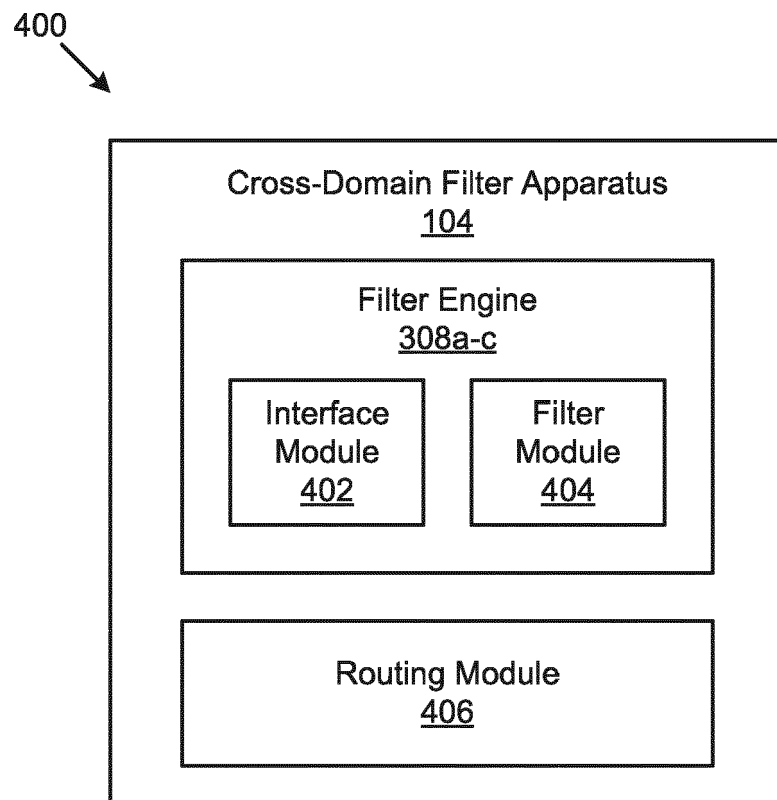 400
Cross-Domain Filter Apparatus
104
Filter Engine
308a-c
Interface
Module
402
Filter
Module
404
Routing Module
406